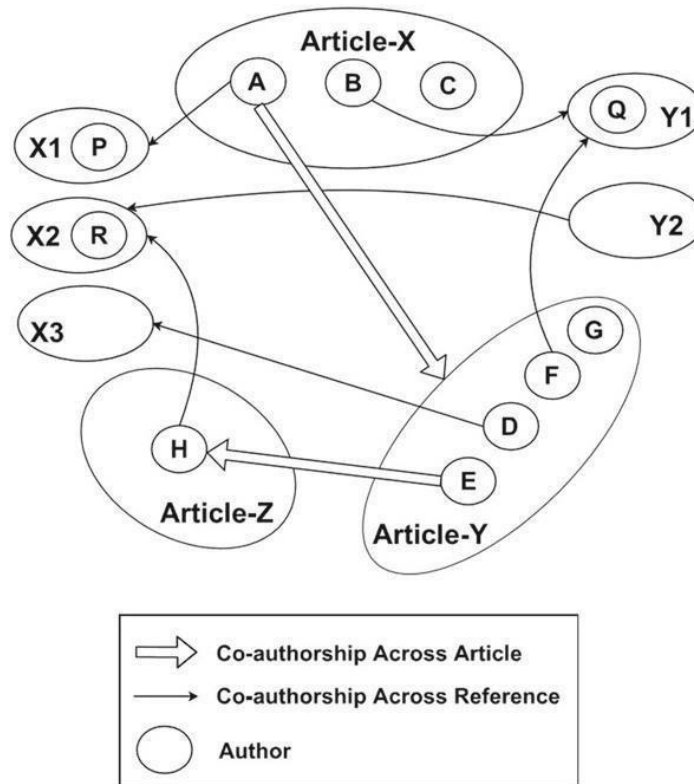 Article-X
A
B
C
X1
P
Q
Y1
X2
R
Y2
X3
G
F
D
H
E
Article-Z
Article-Y
Co-authorship Across Article
Co-authorship Across Reference
Author